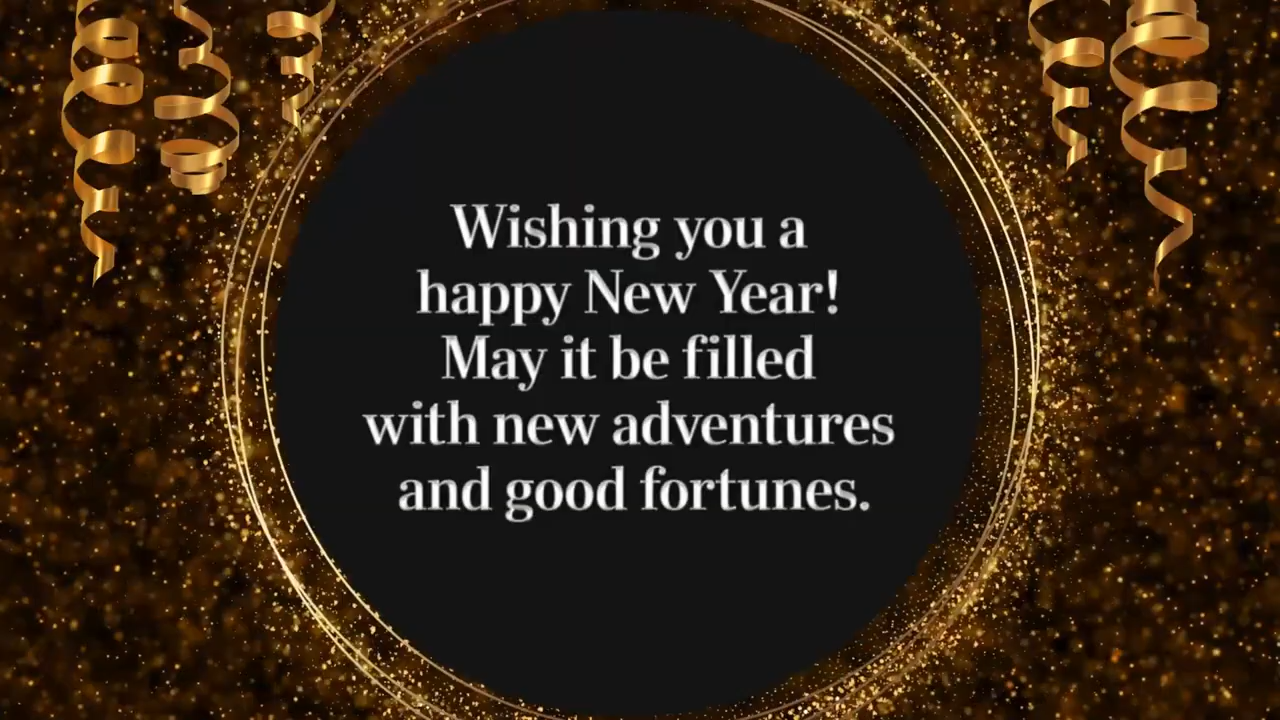 Wishing you a
happy New Year!
May it be filled
with new adventures
and good fortunes.